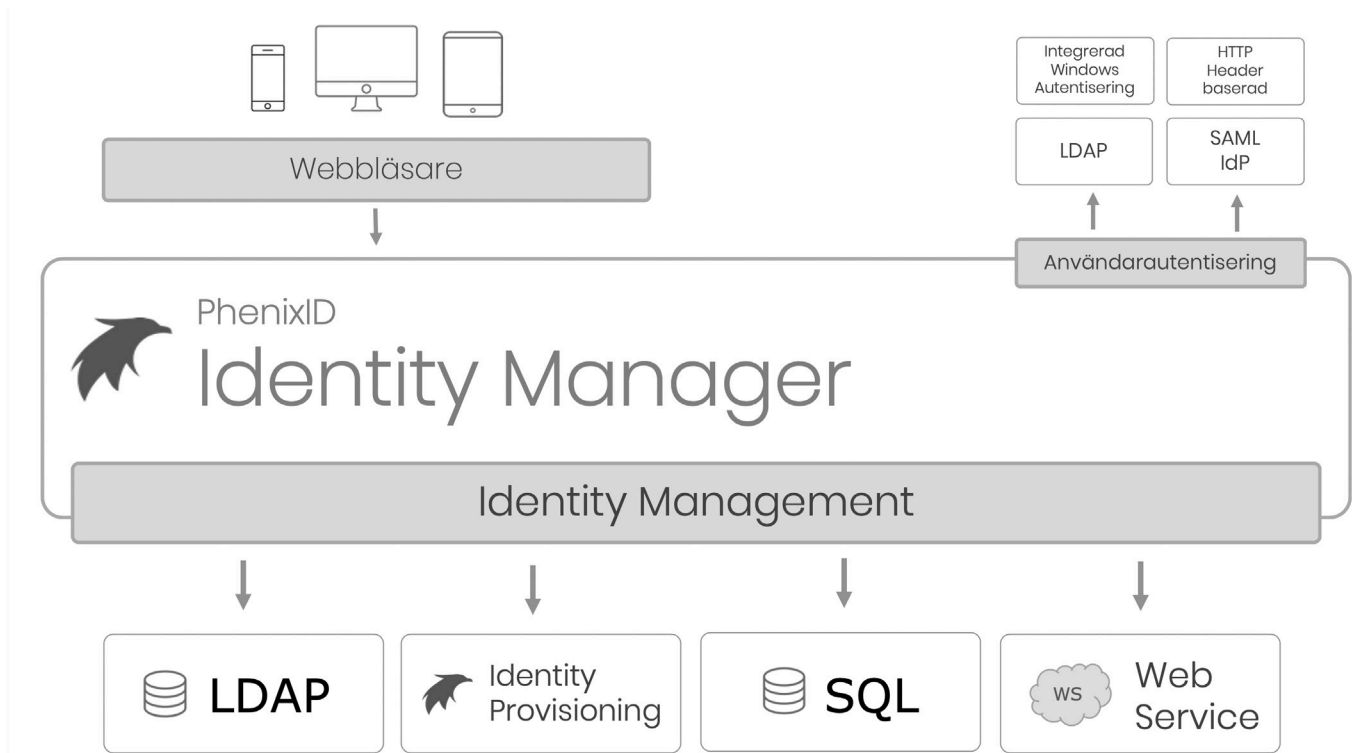 Integrerad
Windows
Autentisering
HTTP
Header
baserad
Webbläsare
LDAP
SAML
IdP
Användarautentisering
PhenixID
Identity Manager
Identity Management
LDAP
Identity
Provisioning
SQL
WS
Web
Service